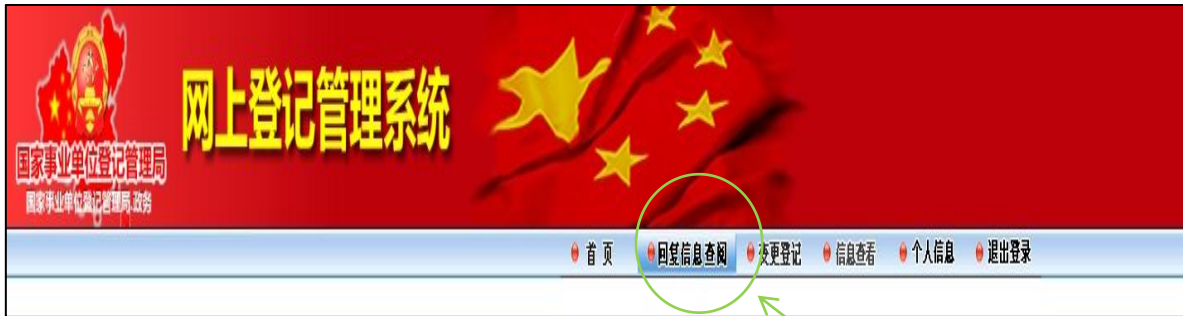 网上登记管理系统
国家事业单位登记管理局
国家事业单位登记管理局.政务
首 页 回复信息查阅 变更登记 信息查看 个人信息 退出登录